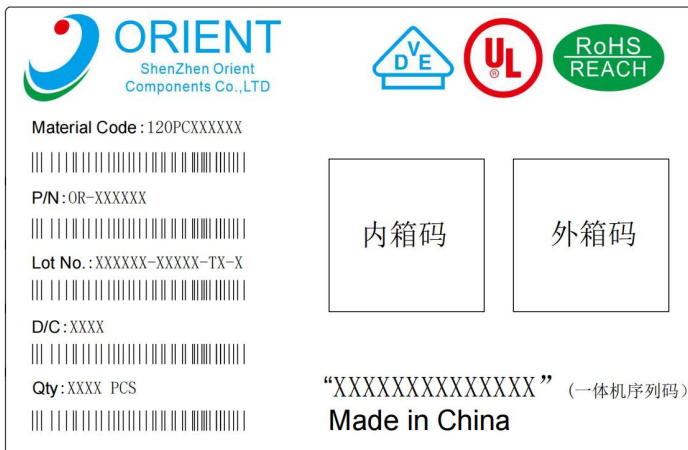 ORIENT
ShenZhen Orient
Components Co.,LTD
VDE
UL
®
RoHS
REACH
Material Code:120PCXXXXXX
P/N:OR-XXXXXX
Lot No.:XXXXXX-XXXXX-TX-X
D/C:XXXX
Qty:XXXX PCS
内箱码
外箱码
“XXXXXXXXXXXXXX” (一体机序列码)
Made in China